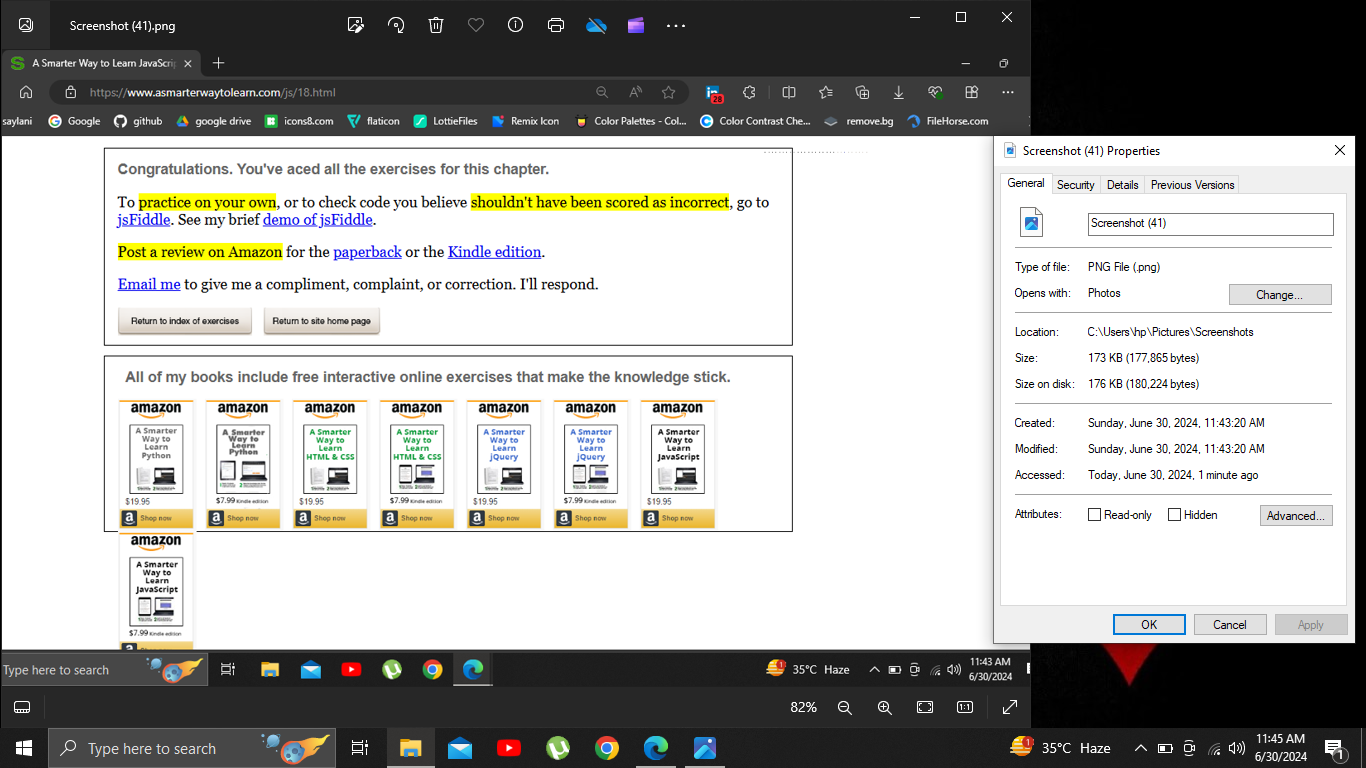 Screenshot (41).png
A Smarter Way to Learn JavaScrip
https://www.asmarterwaytolearn.com/js/18.html
28
saylani
Google
github
google drive
icons8.com
flaticon
LottieFiles
Remix Icon
Color Palettes - Col...
Color Contrast Che...
remove.bg
FileHorse.com
Congratulations. You've aced all the exercises for this chapter.
To practice on your own, or to check code you believe shouldn't have been scored as incorrect, go to
jsFiddle. See my brief demo of jsFiddle.
Post a review on Amazon for the paperback or the Kindle edition.
Email me to give me a compliment, complaint, or correction. I'll respond.
Return to index of exercises
Return to site home page
All of my books include free interactive online exercises that make the knowledge stick.
amazon
A Smarter
Way to
Learn
Python
$19.95
Shop now
amazon
A Smarter
Way to
Learn
Python
$7.99 Kindle edition
Shop now
amazon
A Smarter
Way to
Learn
HTML & CSS
$19.95
Shop now
amazon
A Smarter
Way to
Learn
HTML & CSS
$7.99 Kindle edition
Shop now
amazon
A Smarter
Way to
Learn
jQuery
$19.95
Shop now
amazon
A Smarter
Way to
Learn
jQuery
$7.99 Kindle edition
Shop now
amazon
A Smarter
Way to
Learn
JavaScript
$19.95
Shop now
amazon
A Smarter
Way to
Learn
JavaScript
$7.99 Kindle edition
Type here to search
1
35°C Haze
11:43 AM
6/30/2024
82%
1:1
Screenshot (41) Properties
General
Security
Details
Previous Versions
Screenshot (41)
Type of file: PNG File (.png)
Opens with: Photos
Change...
Location: C:\Users\hp\Pictures\Screenshots
Size: 173 KB (177,865 bytes)
Size on disk: 176 KB (180,224 bytes)
Created: Sunday, June 30, 2024, 11:43:20 AM
Modified: Sunday, June 30, 2024, 11:43:20 AM
Accessed: Today, June 30, 2024, 1 minute ago
Attributes: Read-only Hidden
Advanced...
OK
Cancel
Apply
Type here to search
1
35°C Haze
11:45 AM
6/30/2024
1